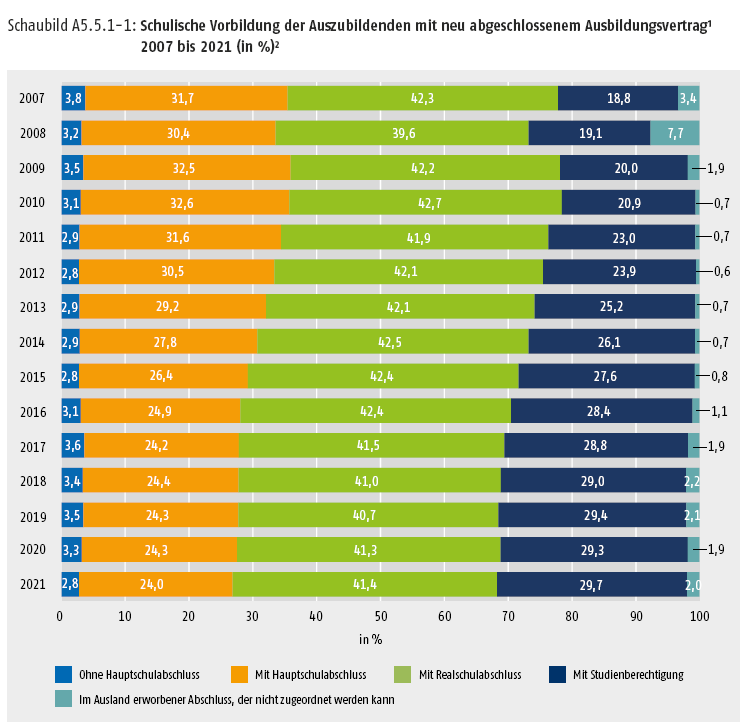 Schaubild A5.5.1-1: Schulische Vorbildung der Auszubildenden mit neu abgeschlossenem Ausbildungsvertrag¹
2007 bis 2021 (in %)²
2007 3,8 31,7 42,3 18,8 3,4
2008 3,2 30,4 39,6 19,1 7,7
2009 3,5 32,5 42,2 20,0 1,9
2010 3,1 32,6 42,7 20,9 0,7
2011 2,9 31,6 41,9 23,0 0,7
2012 2,8 30,5 42,1 23,9 0,6
2013 2,9 29,2 42,1 25,2 0,7
2014 2,9 27,8 42,5 26,1 0,7
2015 2,8 26,4 42,4 27,6 0,8
2016 3,1 24,9 42,4 28,4 1,1
2017 3,6 24,2 41,5 28,8 1,9
2018 3,4 24,4 41,0 29,0 2,2
2019 3,5 24,3 40,7 29,4 2,1
2020 3,3 24,3 41,3 29,3 1,9
2021 2,8 24,0 41,4 29,7 2,0
0 10 20 30 40 50 60 70 80 90 100
in %
Ohne Hauptschulabschluss Mit Hauptschulabschluss Mit Realschulabschluss Mit Studienberechtigung
Im Ausland erworbener Abschluss, der nicht zugeordnet werden kann